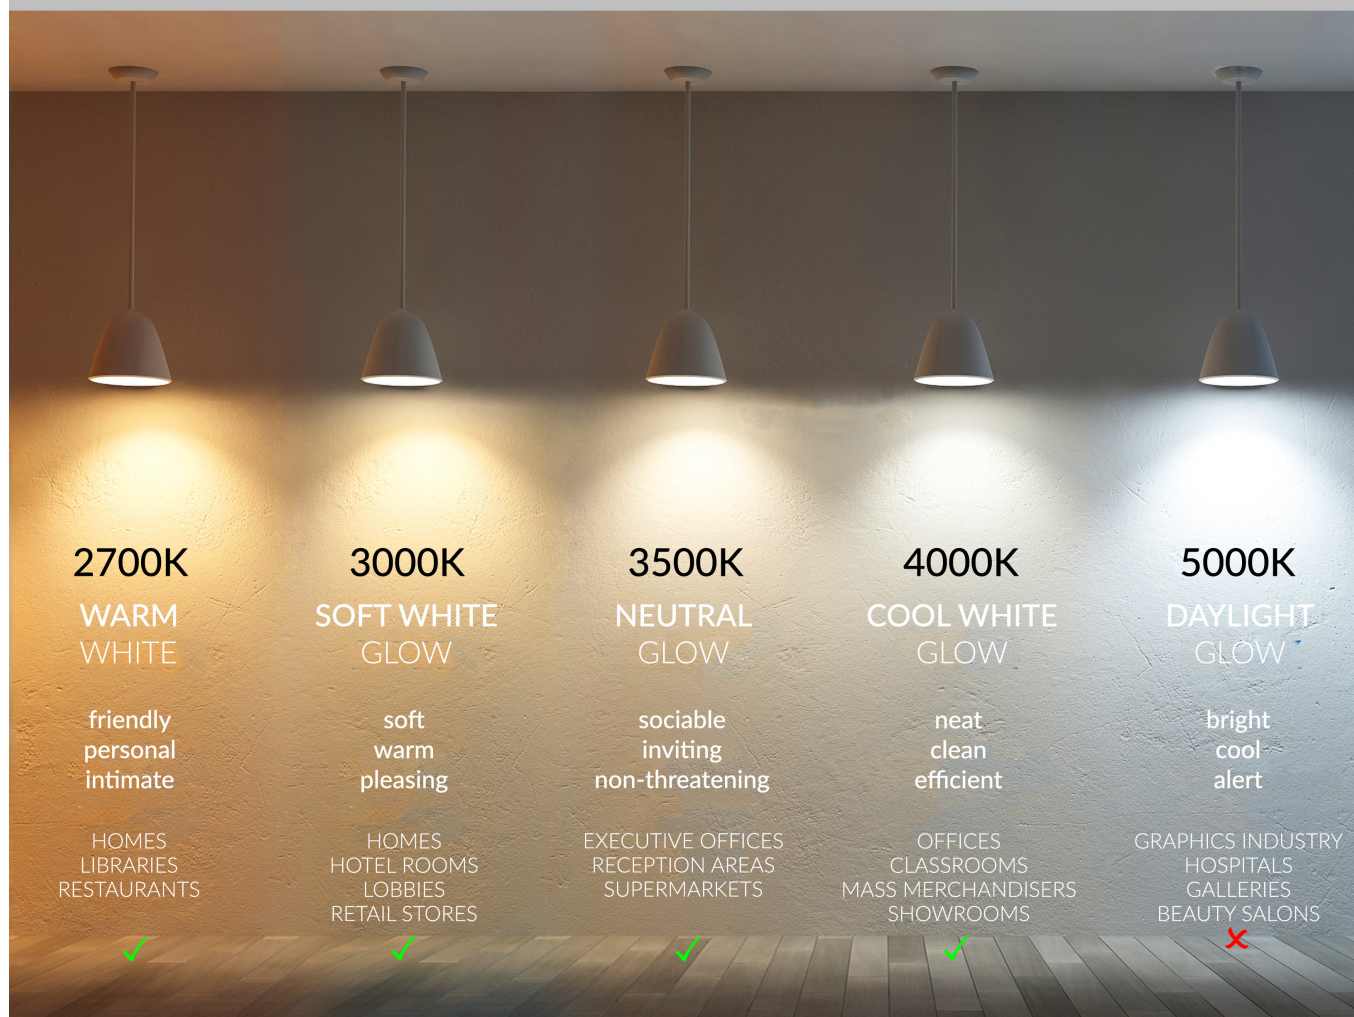 2700K
WARM
WHITE
friendly
personal
intimate
HOMES
LIBRARIES
RESTAURANTS
3000K
SOFT WHITE
GLOW
soft
warm
pleasing
HOMES
HOTEL ROOMS
LOBBIES
RETAIL STORES
3500K
NEUTRAL
GLOW
sociable
inviting
non-threatening
EXECUTIVE OFFICES
RECEPTION AREAS
SUPERMARKETS
4000K
COOL WHITE
GLOW
neat
clean
efficient
OFFICES
CLASSROOMS
MASS MERCHANDISERS
SHOWROOMS
5000K
DAYLIGHT
GLOW
bright
cool
alert
GRAPHICS INDUSTRY
HOSPITALS
GALLERIES
BEAUTY SALONS